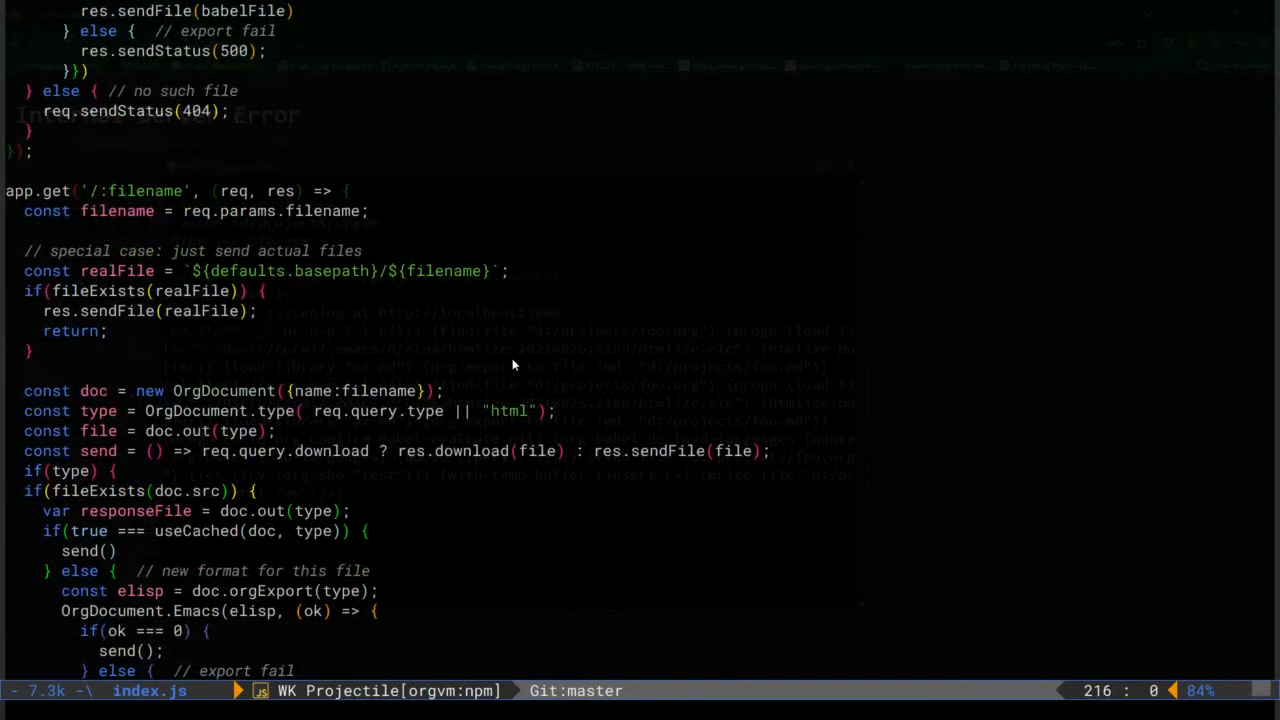 res.sendFile(babelFile)
} else {  // export fail
res.sendStatus(500);
}})
} else { // no such file
req.sendStatus(404);
}
});
app.get('/:filename', (req, res) => {
const filename = req.params.filename;
// special case: just send actual files
const realFile = `${defaults.basepath}/${filename}`;
if(fileExists(realFile)) {
res.sendFile(realFile);
return;
}
const doc = new OrgDocument({name:filename});
const type = OrgDocument.type( req.query.type || "html");
const file = doc.out(type);
const send = () => req.query.download ? res.download(file) : res.sendFile(file);
if(type) {
if(fileExists(doc.src)) {
var responseFile = doc.out(type);
if(true === useCached(doc, type)) {
send()
} else {  // new format for this file
const elisp = doc.orgExport(type);
OrgDocument.Emacs(elisp, (ok) => {
if(ok === 0) {
send();
} else {  // export fail
- 7.3k -\ index.js JS WK Projectile[orgvm:npm] Git:master 216 : 0 84%
Internal Server Error